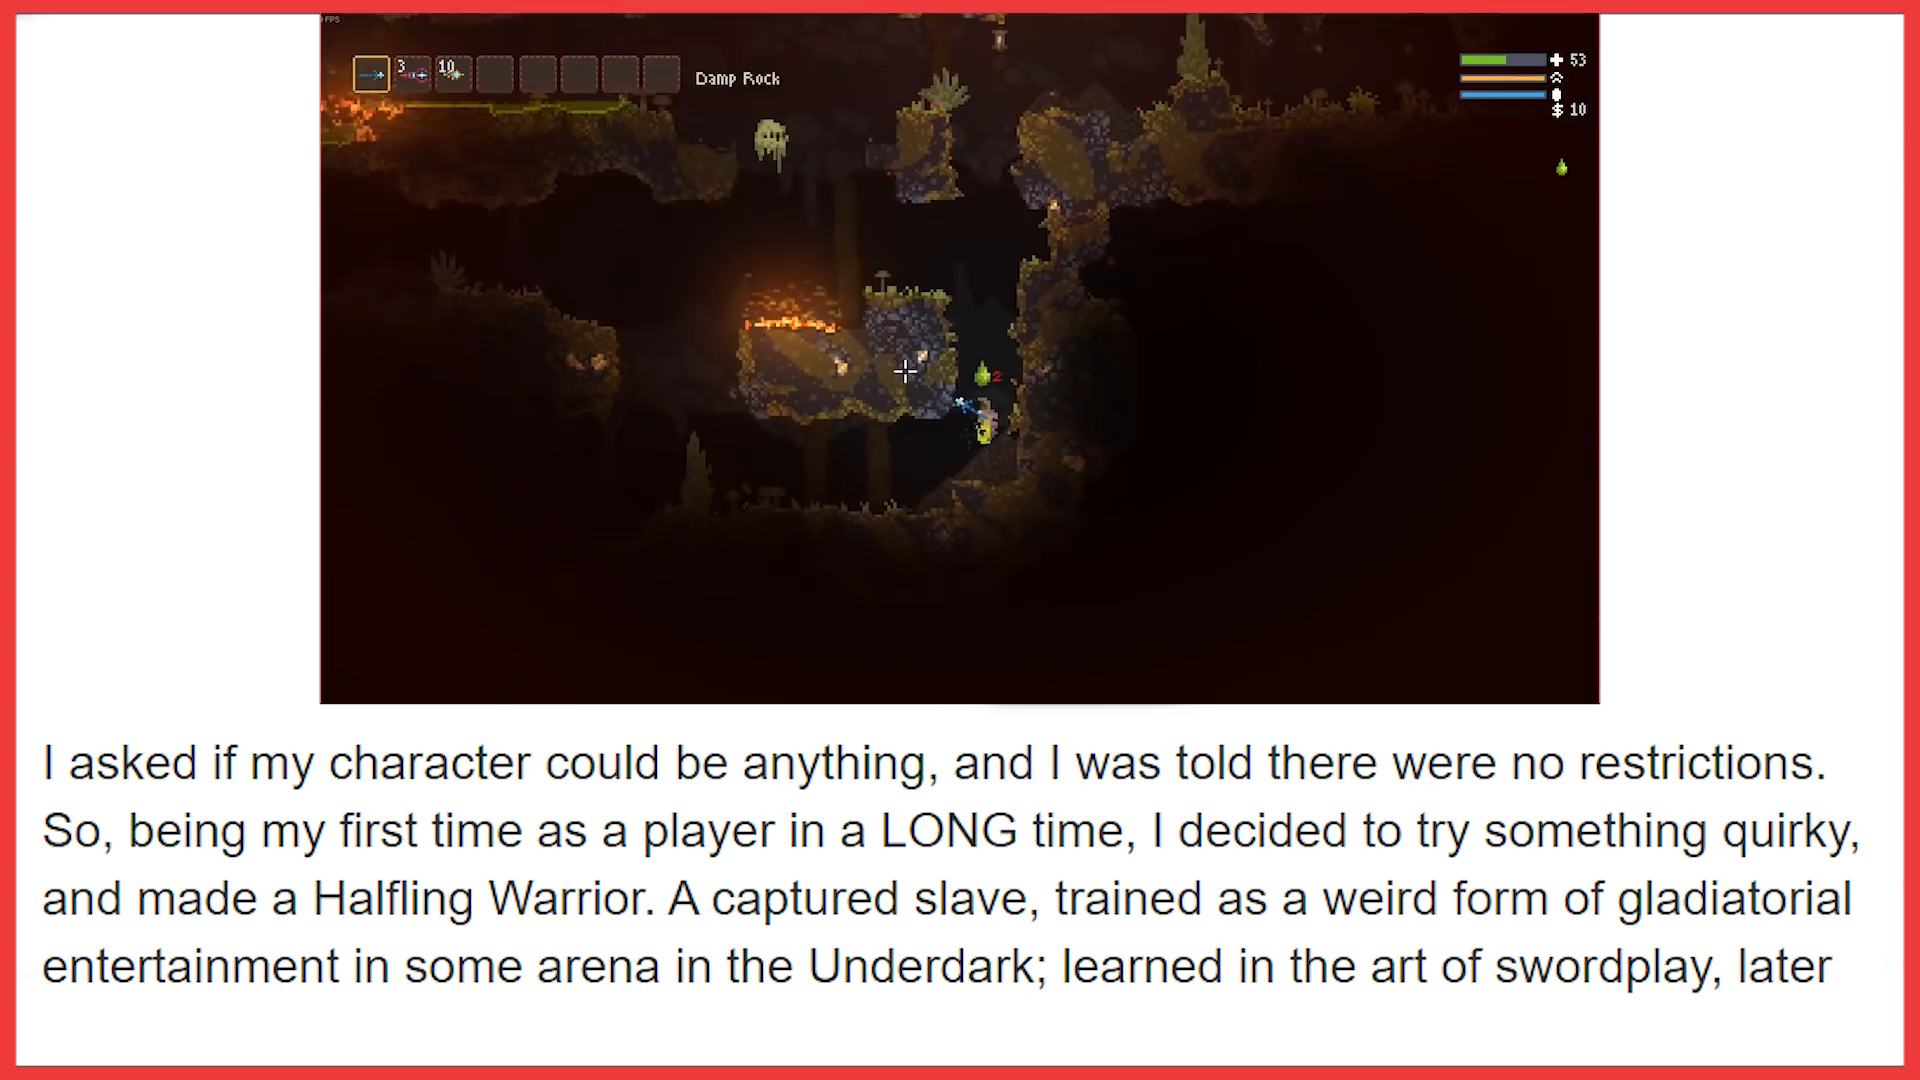 FPS
3
10
Damp Rock
53
$ 10
2
I asked if my character could be anything, and I was told there were no restrictions.
So, being my first time as a player in a LONG time, I decided to try something quirky,
and made a Halfling Warrior. A captured slave, trained as a weird form of gladiatorial
entertainment in some arena in the Underdark; learned in the art of swordplay, later